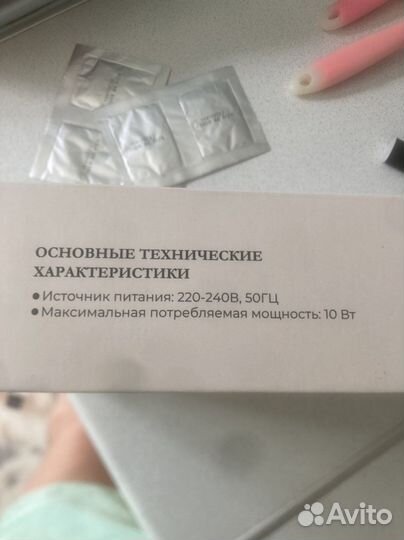 ОСНОВНЫЕ ТЕХНИЧЕСКИЕ
ХАРАКТЕРИСТИКИ
● Источник питания: 220-240В, 50ГЦ
● Максимальная потребляемая мощность: 10 Вт
Avito